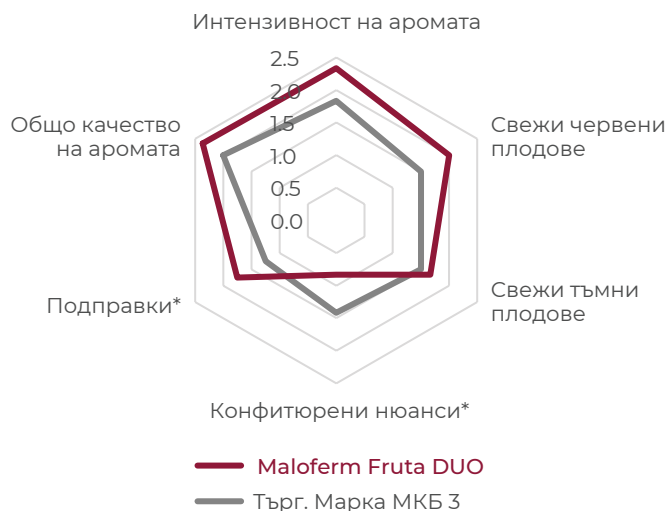 Интензивност на аромата
2.5
2.0
1.5
1.0
0.5
0.0
Общо качество
на аромата
Свежи червени
плодове
Подправки*
Свежи тъмни
плодове
Конфитюрени нюанси*
Maloferm Fruta DUO
Търг. Марка МКБ 3